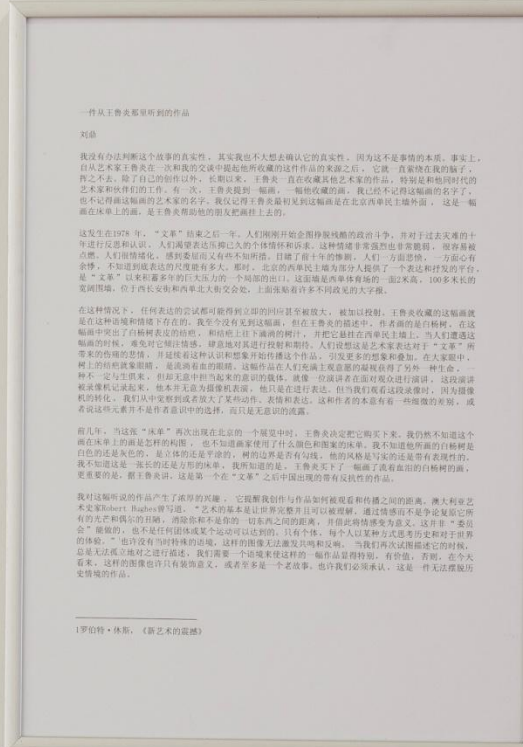 一件从王鲁炎那里听到的作品
刘鼎
我没有办法判断这个故事的真实性，其实我也不大想去确认它的真实性，因为这不是事情的本质。事实上，
自从艺术家王鲁炎在一次和我的交谈中提起他所收藏的这件作品的来源之后，它就一直萦绕在我的脑子，
挥之不去。除了自己的创作以外，长期以来，王鲁炎一直在收藏其他艺术家的作品，特别是和他同时代的
艺术家和伙伴们的工作。有一次，王鲁炎提到一幅画，一幅他收藏的画，我已经不记得这幅画的名字了，
也不记得画这幅画的艺术家的名字。我仅记得王鲁炎最初见到这幅画是在北京西单民主墙外面，这是一幅
画在床单上的画，是王鲁炎帮助他的朋友把画挂上去的。
这发生在1978 年，“文革”结束之后一年。人们刚刚开始企图挣脱残酷的政治斗争，并对于过去灾难的十
年进行反思和认识，人们渴望表达压抑已久的个体情怀和诉求。这种情绪非常强烈也非常脆弱，很容易被
点燃。人们很情绪化，感到委屈而又有些不知所措。目睹了前十年的惨剧，人们一方面悲愤，一方面心有
余悸，不知道到底表达的尺度能有多大。那时，北京的西单民主墙为部分人提供了一个表达和抒发的平台，
是“文革”以来积蓄多年的巨大压力的一个局部的出口。这面墙是西单体育场的一面2米高，100多米长的
宽阔围墙，位于西长安街和西单北大街交会处，上面张贴着许多不同政见的大字报。
在这种情况下，任何表达的尝试都可能得到立即的回应甚至被放大，被加以投射。王鲁炎收藏的这幅画就
是在这种语境和情绪下存在的。我至今没有见到这幅画，但在王鲁炎的描述中，作者画的是白杨树，在这
幅画中突出了白杨树表皮的结疤，和结疤上往下滴淌的树汁，并把它悬挂在西单民主墙上。当人们遭遇这
幅画的时候，难免对它倾注情感，肆意地对其进行投射和期待。人们设想这是艺术家表达对于“文革”所
带来的伤痛的悲情，并延续着这种认识和想象开始传播这个作品，引发更多的想象和叠加。在大家眼中，
树上的结疤就象眼睛，是流淌着血的眼睛。这幅作品在人们充满主观意愿的凝视获得了另外一种生命，一
种不一定与生俱来，但却无意中担当起来的意识的载体。就像一位演讲者在面对观众进行演讲，这段演讲
被录像机记录起来，他本并无意为摄像机表演，他只是在进行表达。但当我们观看这段录像时，因为摄像
机的转化，我们从中觉察到或者放大了某些动作、表情和表达。这和作者的本意有着一些细微的差别，或
者说这些元素并不是作者意识中的选择，而只是无意识的流露。
前几年，当这张“床单”再次出现在北京的一个展览中时，王鲁炎决定把它购买下来。我仍然不知道这个
画在床单上的画是怎样的构图，也不知道画家使用了什么颜色和图案的床单。我不知道他所画的白杨树是
白色的还是灰色的，是立体的还是平涂的，树的边界是否有勾线，他的风格是写实的还是带有表现性的。
我不知道这是一张长的还是方形的床单。我所知道的是，王鲁炎买下了一幅画了流着血泪的白杨树的画，
更重要的是，据王鲁炎讲，这是第一个在“文革”之后中国出现的带有反抗性的作品。
我对这幅听说的作品产生了浓厚的兴趣，它提醒我创作与作品如何被观看和传播之间的距离。澳大利亚艺
术史家Robert Hughes曾写道，“艺术的基本是让世界完整并且可以被理解，通过情感而不是争论复原它所
有的光芒和偶尔的丑陋，消除你和不是你的一切东西之间的距离，并借此将情感变为意义。这并非“委员
会”能做的，也不是任何团体或某个运动可以达到的，只有个体，每个人以某种方式思考历史和对于世界
的体验。”也许没有当时特殊的语境，这样的图像无法激发共鸣和反响。当我们再次试图描述它的时候，
总是无法孤立地对之进行描述，我们需要一个语境来使这样的一幅作品显得特别，有价值。否则，在今天
看来，这样的图像也许只有装饰意义，或者至多是一个老故事。也许我们必须承认，这是一件无法摆脱历
史情境的作品。
1罗伯特·休斯，《新艺术的震撼》